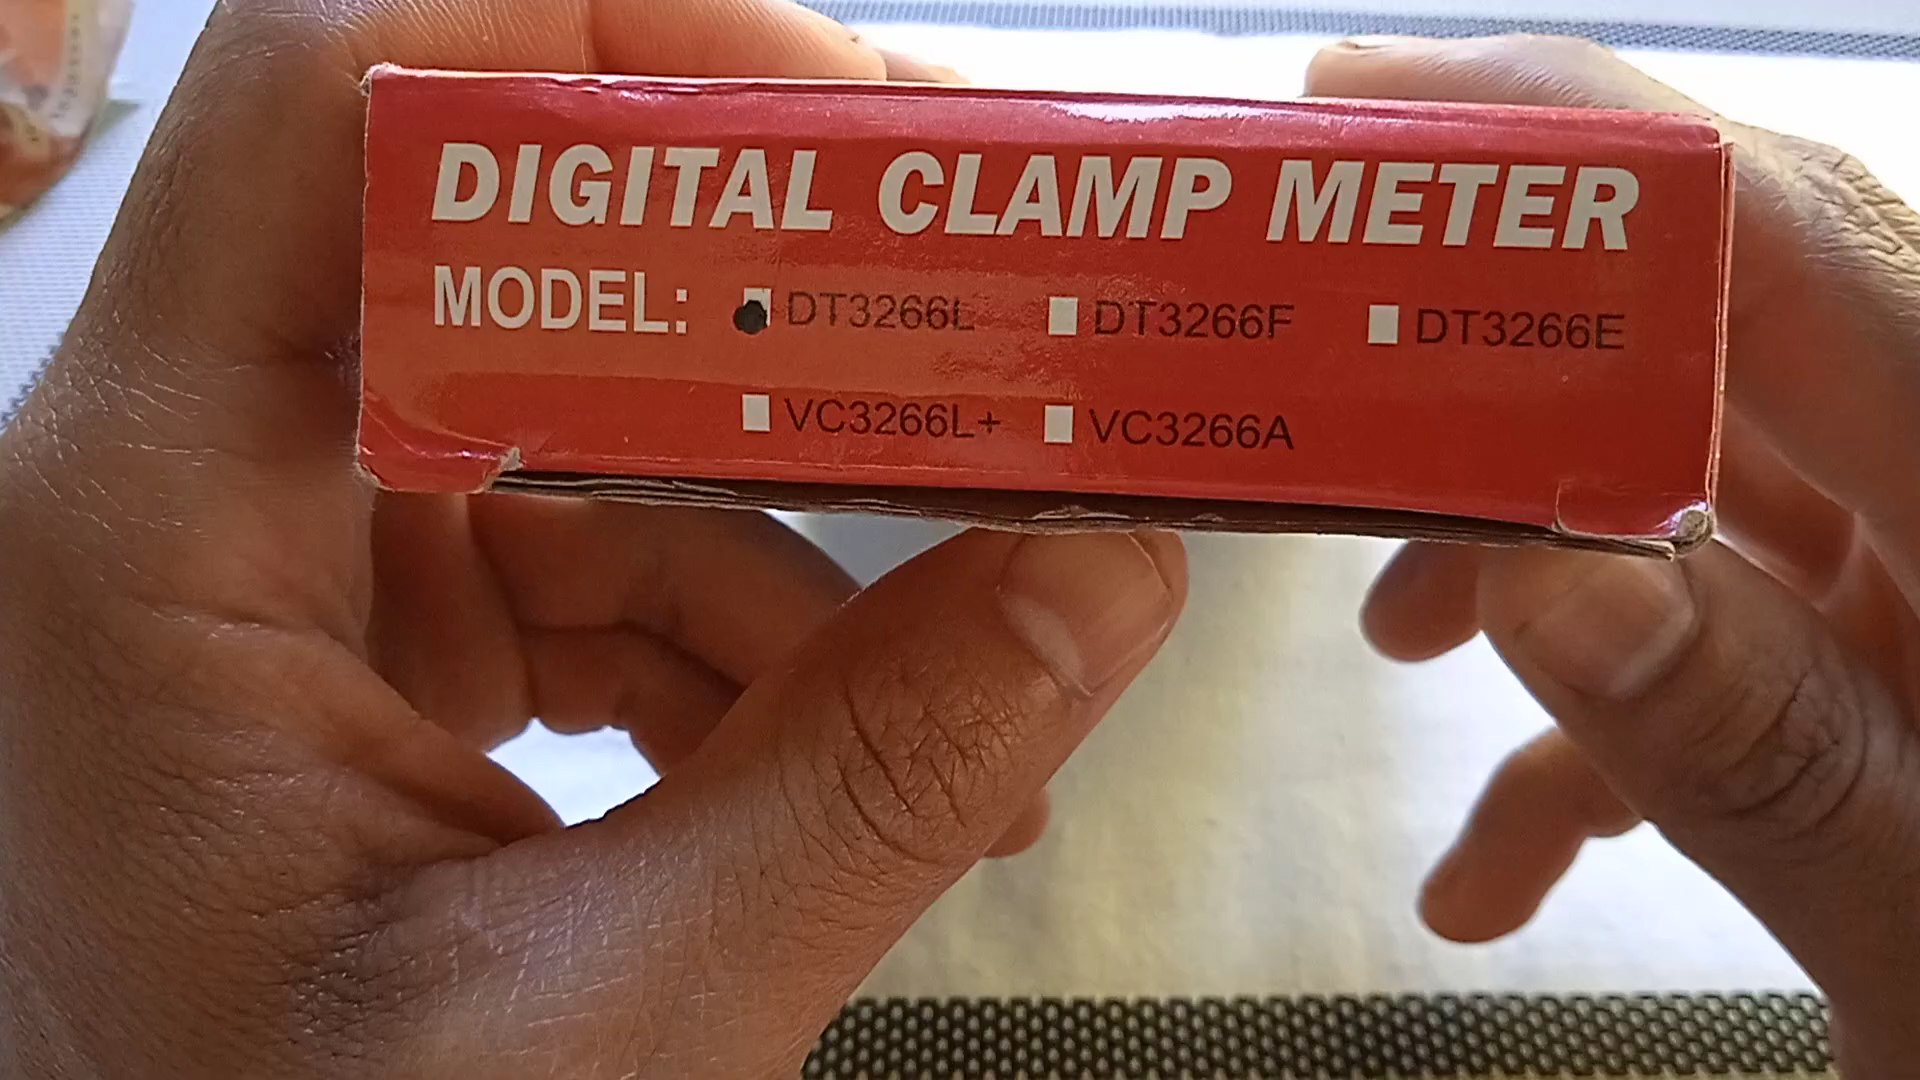 DIGITAL CLAMP METER
MODEL: DT3266L DT3266F DT3266E
VC3266L+ VC3266A